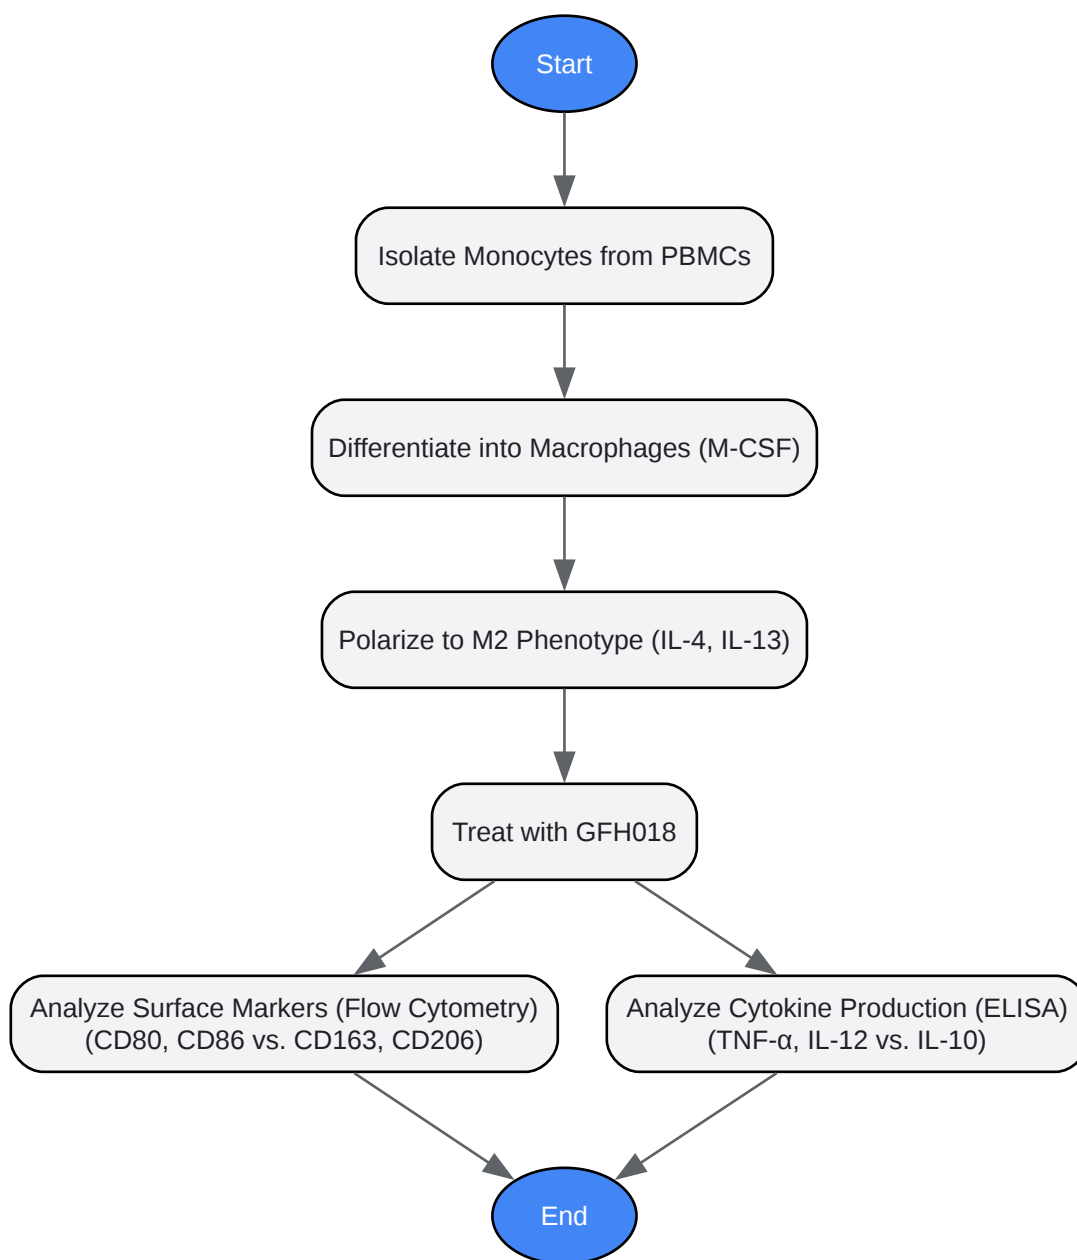 Start
Isolate Monocytes from PBMCs
Differentiate into Macrophages (M-CSF)
Polarize to M2 Phenotype (IL-4, IL-13)
Treat with GFH018
Analyze Surface Markers (Flow Cytometry)
(CD80, CD86 vs. CD163, CD206)
Analyze Cytokine Production (ELISA)
(TNF-α, IL-12 vs. IL-10)
End